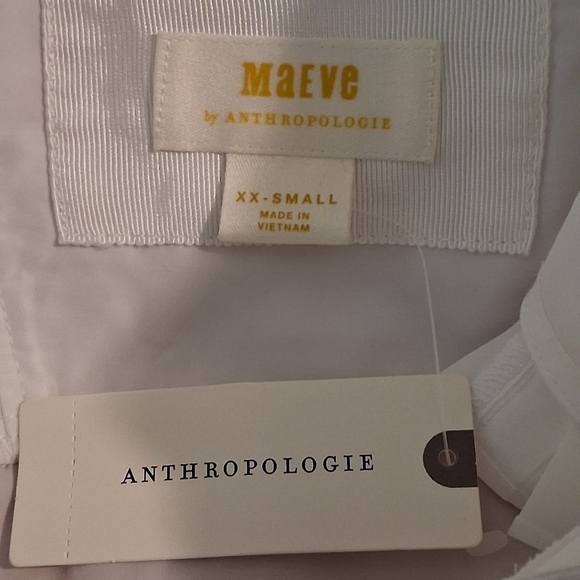 MaEVe
by ANTHROPOLOGIE
XX-SMALL
MADE IN
VIETNAM
ANTHROPOLOGIE